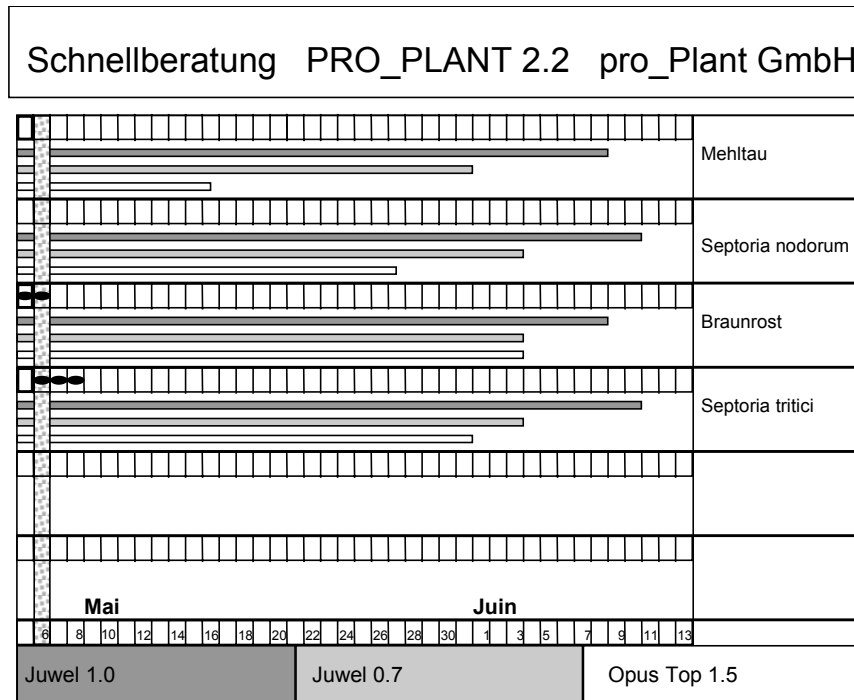 Schnellberatung PRO_PLANT 2.2 pro_Plant GmbH
Mehltau
Septoria nodorum
Braunrost
Septoria tritici
Mai Juin
6 8 10 12 14 16 18 20 22 24 26 28 30 1 3 5 7 9 11 13
Juwel 1.0 Juwel 0.7 Opus Top 1.5